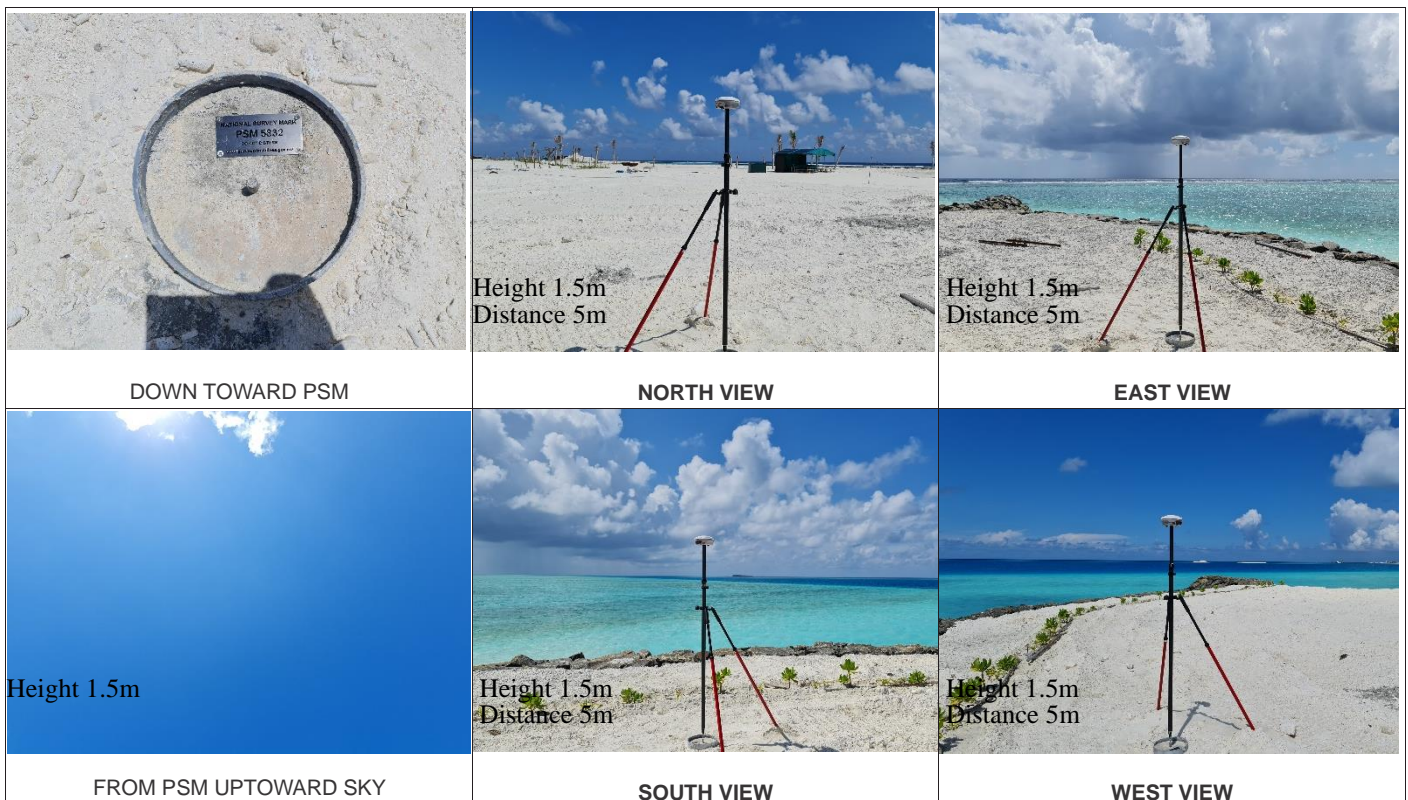 PSM 5832
DOWN TOWARD PSM
Height 1.5m
Distance 5m
NORTH VIEW
Height 1.5m
Distance 5m
EAST VIEW
Height 1.5m
FROM PSM UPTOWARD SKY
Height 1.5m
Distance 5m
SOUTH VIEW
Height 1.5m
Distance 5m
WEST VIEW